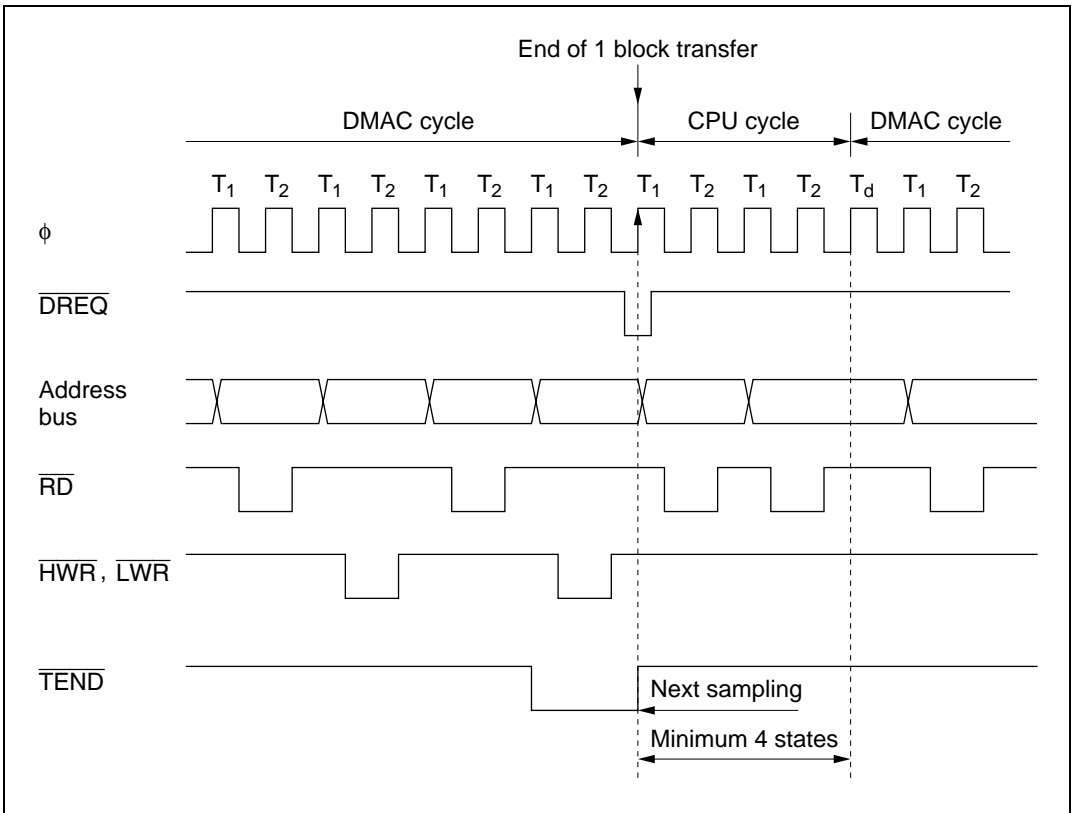 End of 1 block transfer
DMAC cycle CPU cycle DMAC cycle
T1 T2 T1 T2 T1 T2 T1 T2 T1 T2 T1 T2 Td T1 T2
ϕ
DREQ
Address
bus
RD
HWR, LWR
TEND
Next sampling
Minimum 4 states